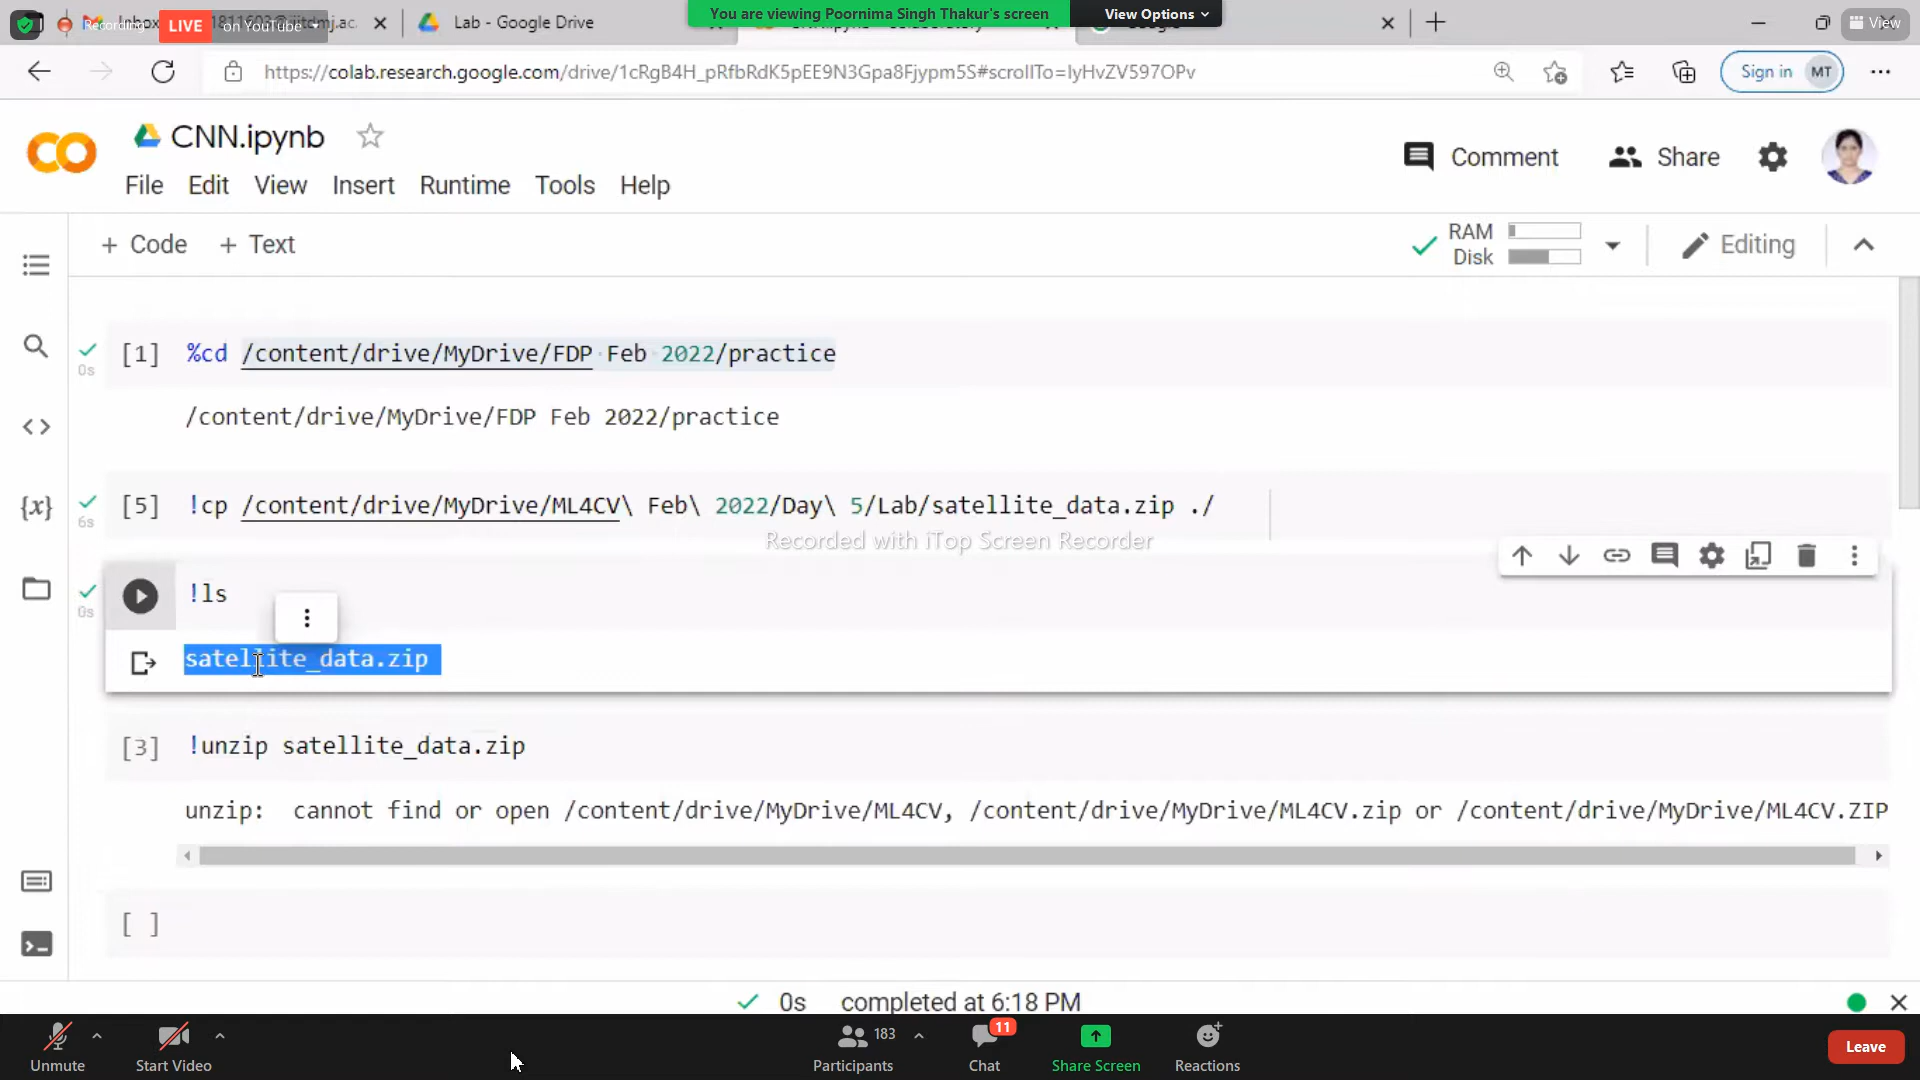 Recording
LIVE
on YouTube
Lab - Google Drive
You are viewing Poornima Singh Thakur's screen
View Options
View
https://colab.research.google.com/drive/1cRgB4H_pRfbRdK5pEE9N3Gpa8Fjypm5S#scrollTo=IyHvZV597OPv
Sign in
MT
CNN.ipynb
Comment
Share
File
Edit
View
Insert
Runtime
Tools
Help
+ Code
+ Text
RAM
Disk
Editing
[1] %cd /content/drive/MyDrive/FDP Feb 2022/practice
0s
/content/drive/MyDrive/FDP Feb 2022/practice
[5] !cp /content/drive/MyDrive/ML4CV\ Feb\ 2022/Day\ 5/Lab/satellite_data.zip ./
6s
Recorded with iTop Screen Recorder
{x}
!ls
0s
satellite_data.zip
[3] !unzip satellite_data.zip
unzip:  cannot find or open /content/drive/MyDrive/ML4CV, /content/drive/MyDrive/ML4CV.zip or /content/drive/MyDrive/ML4CV.ZIP
[ ]
0s completed at 6:18 PM
Unmute
Start Video
183
Participants
11
Chat
Share Screen
Reactions
Leave